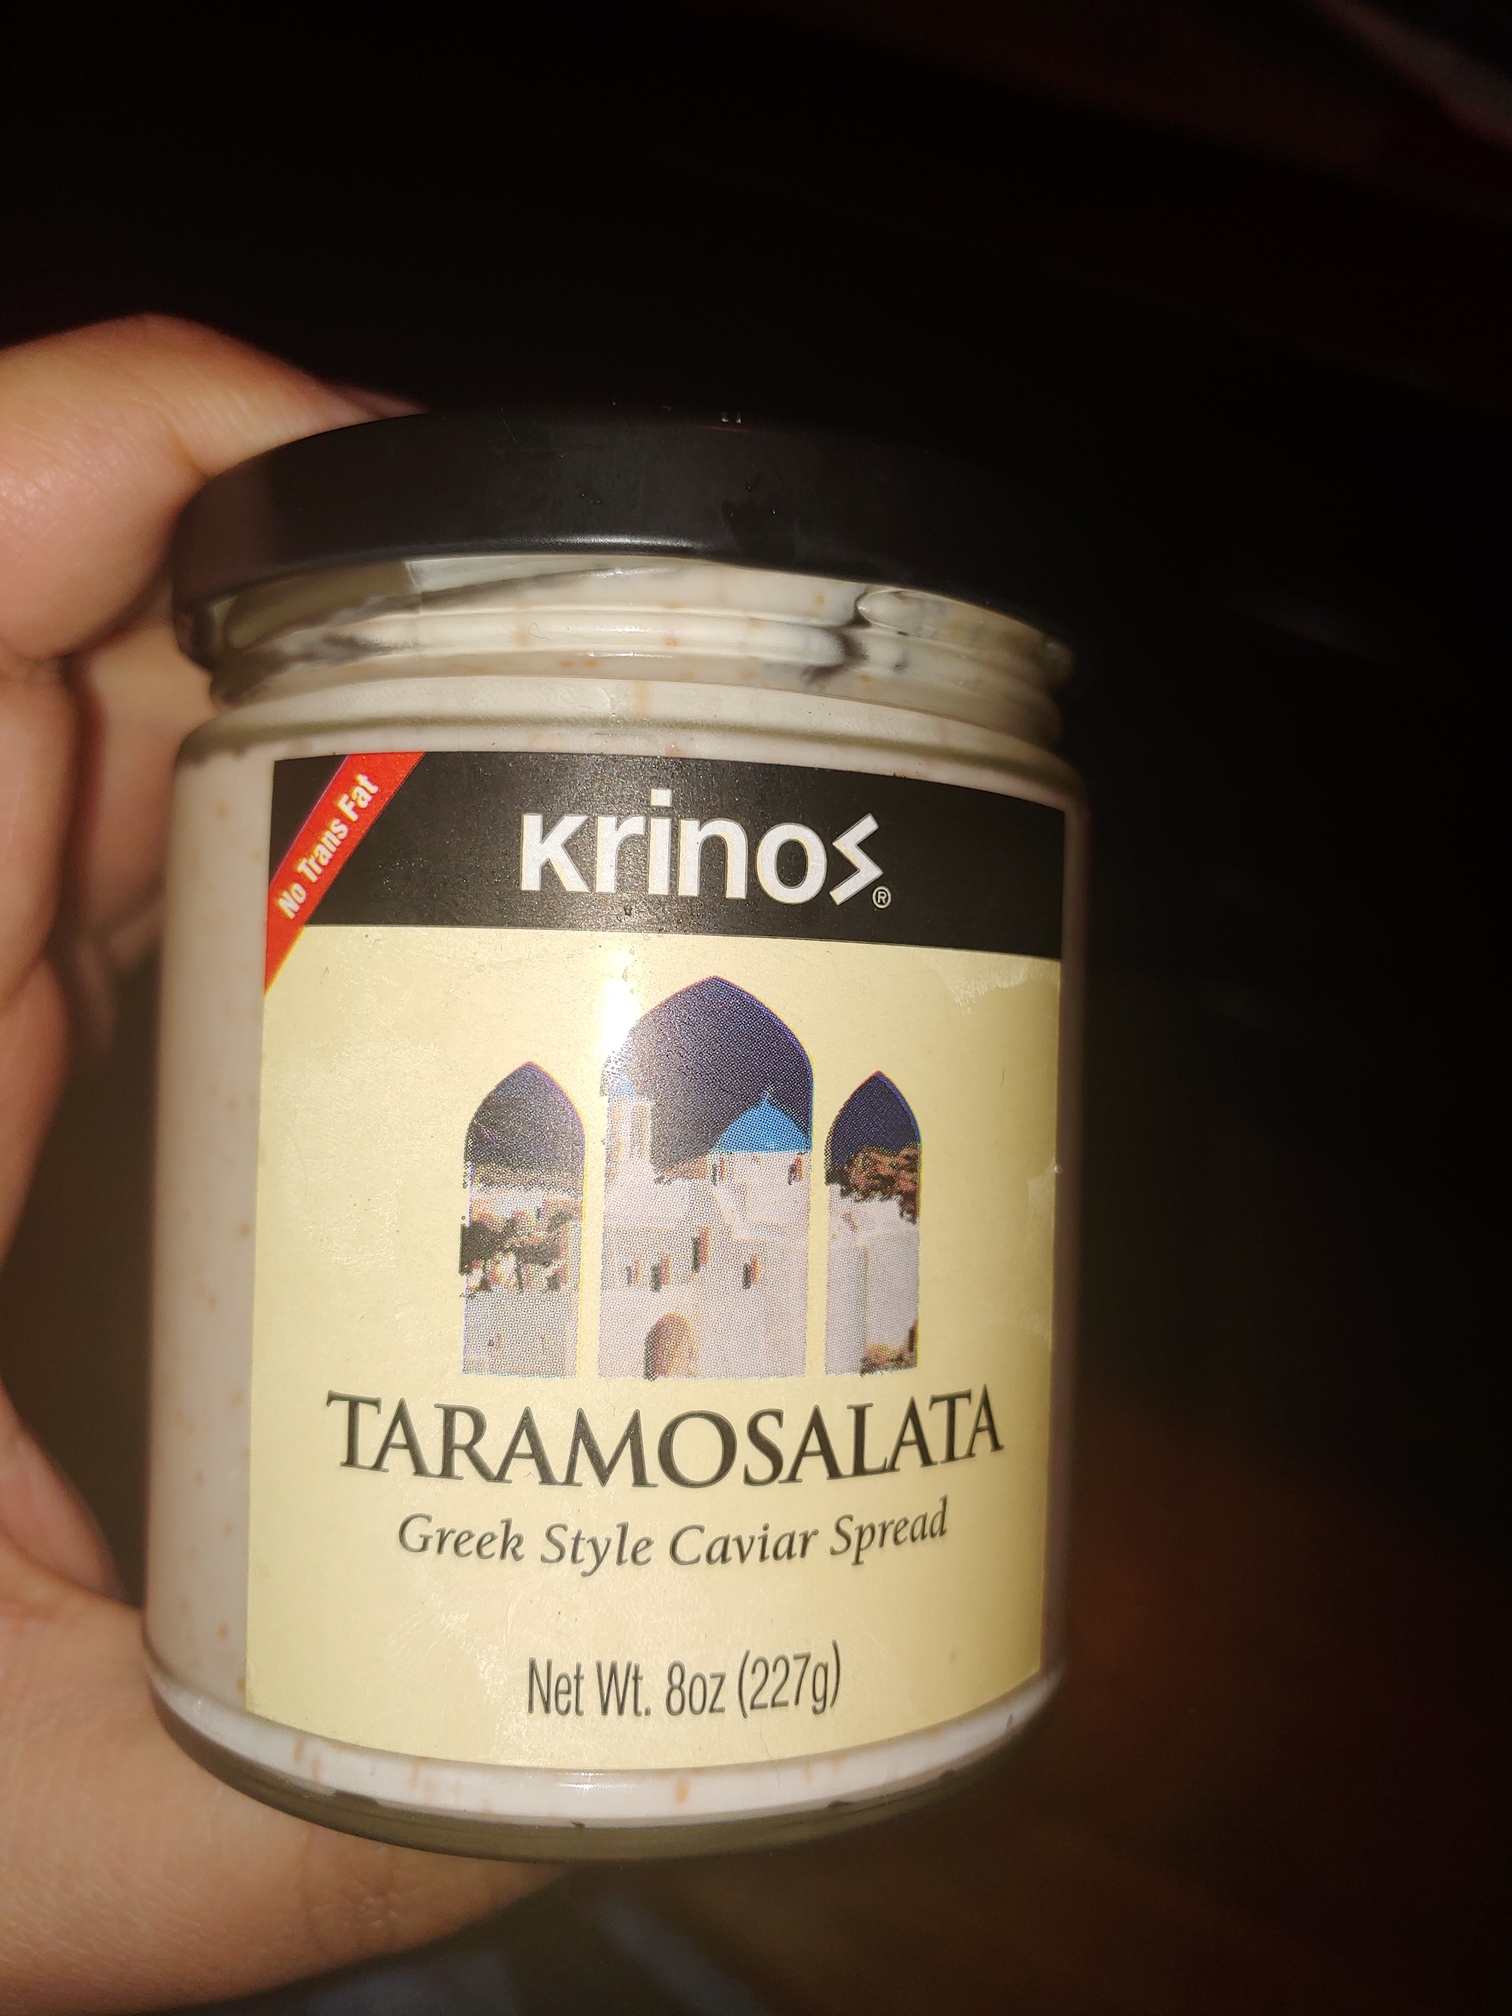 No Trans Fat
Krinos®
TARAMOSALATA
Greek Style Caviar Spread
Net Wt. 8oz (227g)